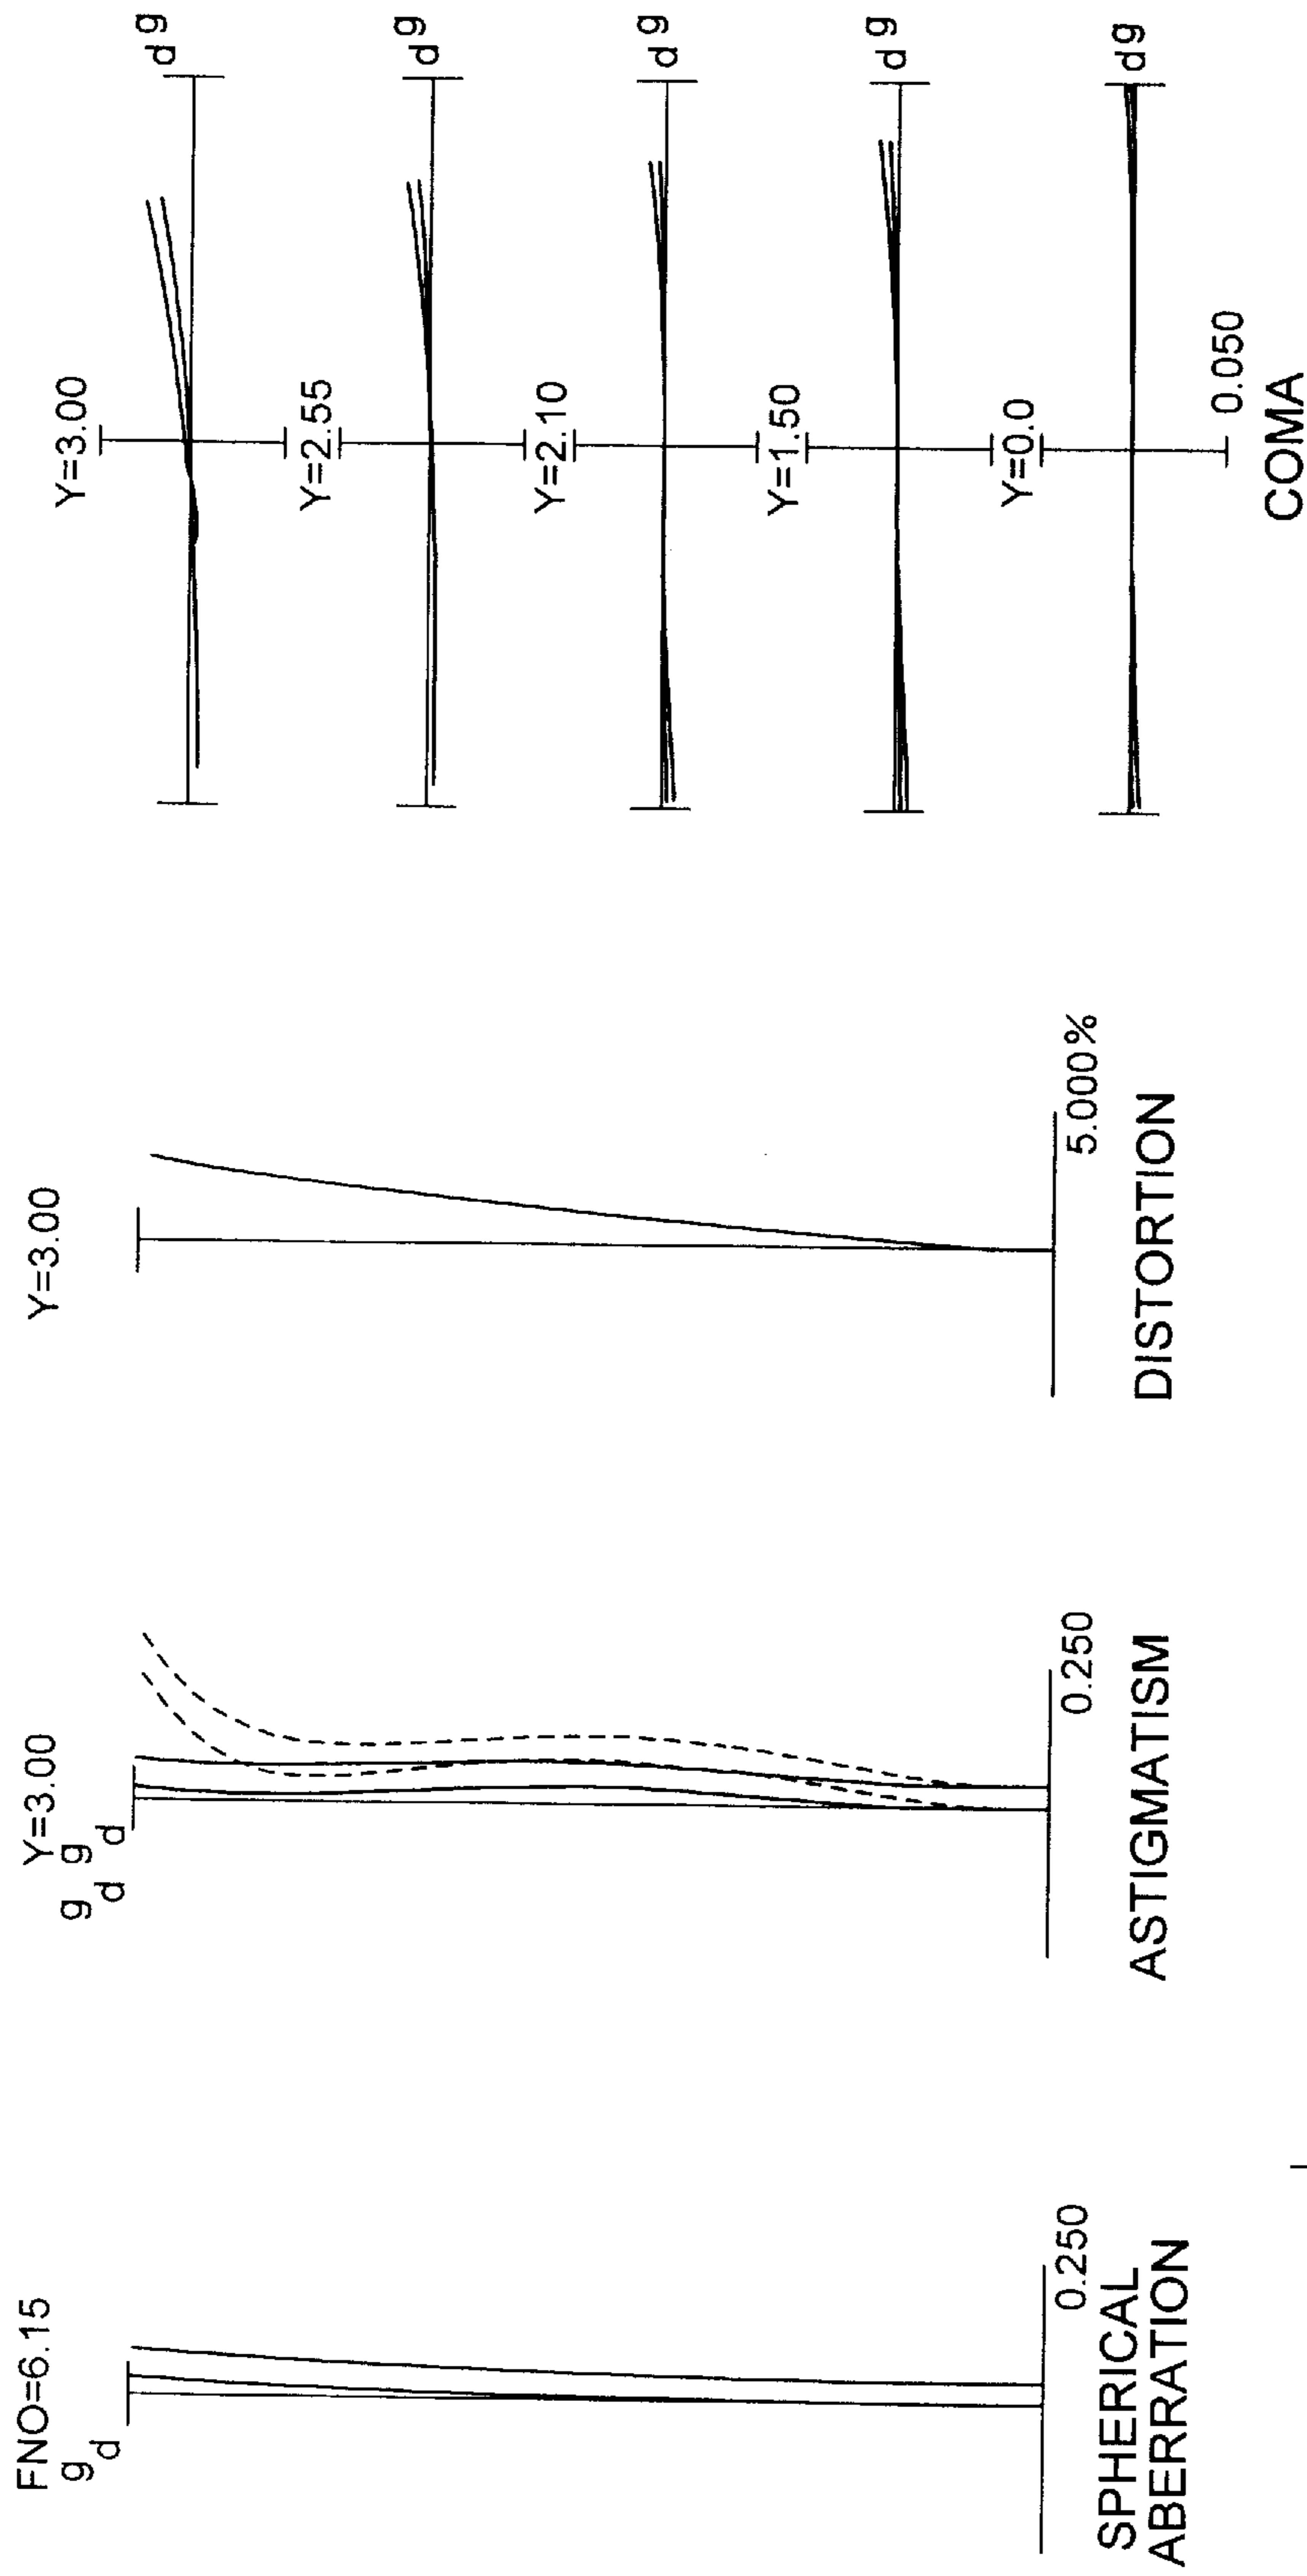 FNO=6.15
g
d
0.250
SPHERICAL
ABERRATION
Y=3.00
g g
d d
0.250
ASTIGMATISM
Y=3.00
5.000%
DISTORTION
Y=3.00
d g
Y=2.55
d g
Y=2.10
d g
Y=1.50
d g
Y=0.0
d g
0.050
COMA